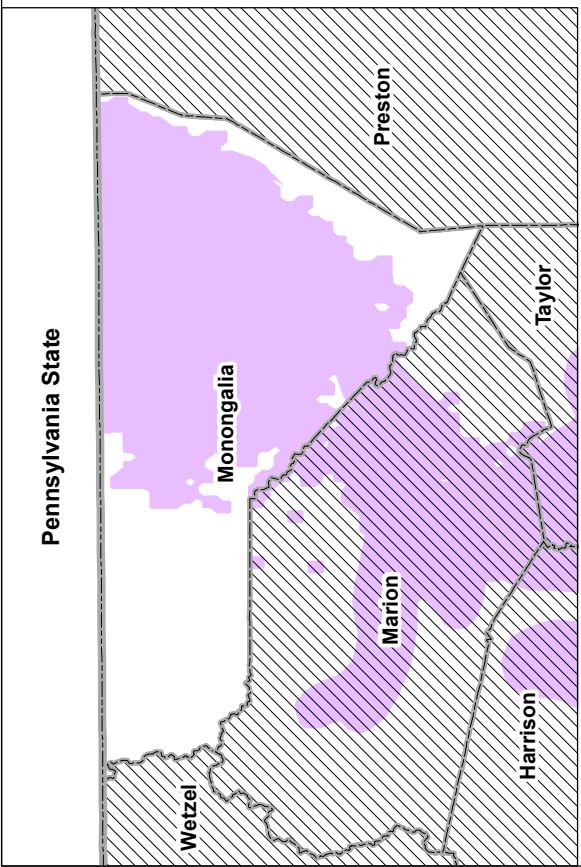 Pennsylvania State
Monongalia
Preston
Wetzel
Marion
Taylor
Harrison